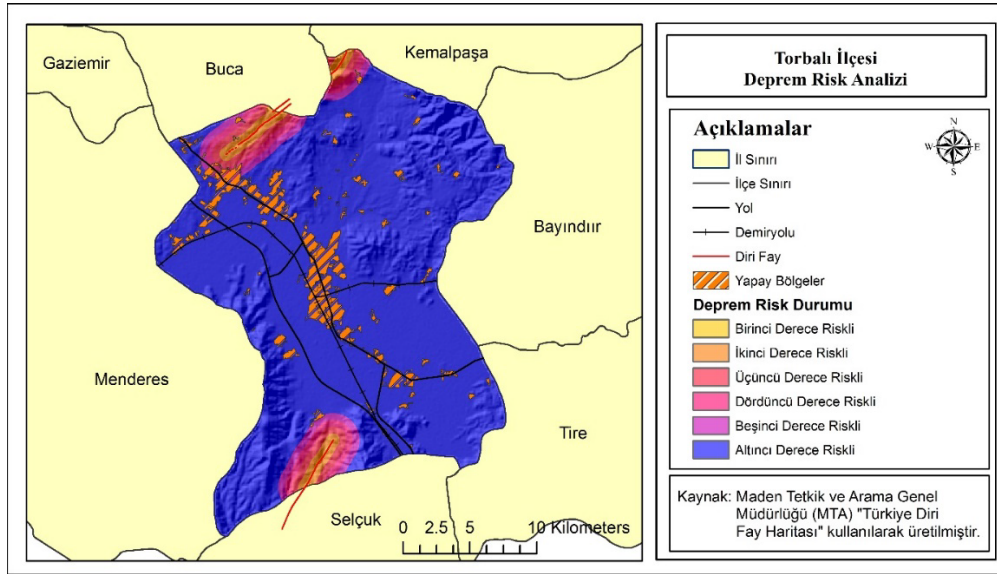 Gaziemir
Buca
Kemalpaşa
Bayındıır
Menderes
Tire
Selçuk
0 2.5 5 10 Kilometers
Torbalı İlçesi
Deprem Risk Analizi
Açıklamalar
N
W E
S
İl Sınırı
İlçe Sınırı
Yol
Demiryolu
Diri Fay
Yapay Bölgeler
Deprem Risk Durumu
Birinci Derece Riskli
İkinci Derece Riskli
Üçüncü Derece Riskli
Dördüncü Derece Riskli
Beşinci Derece Riskli
Altıncı Derece Riskli
Kaynak: Maden Tetkik ve Arama Genel
Müdürlüğü (MTA) "Türkiye Diri
Fay Haritası" kullanılarak üretilmiştir.